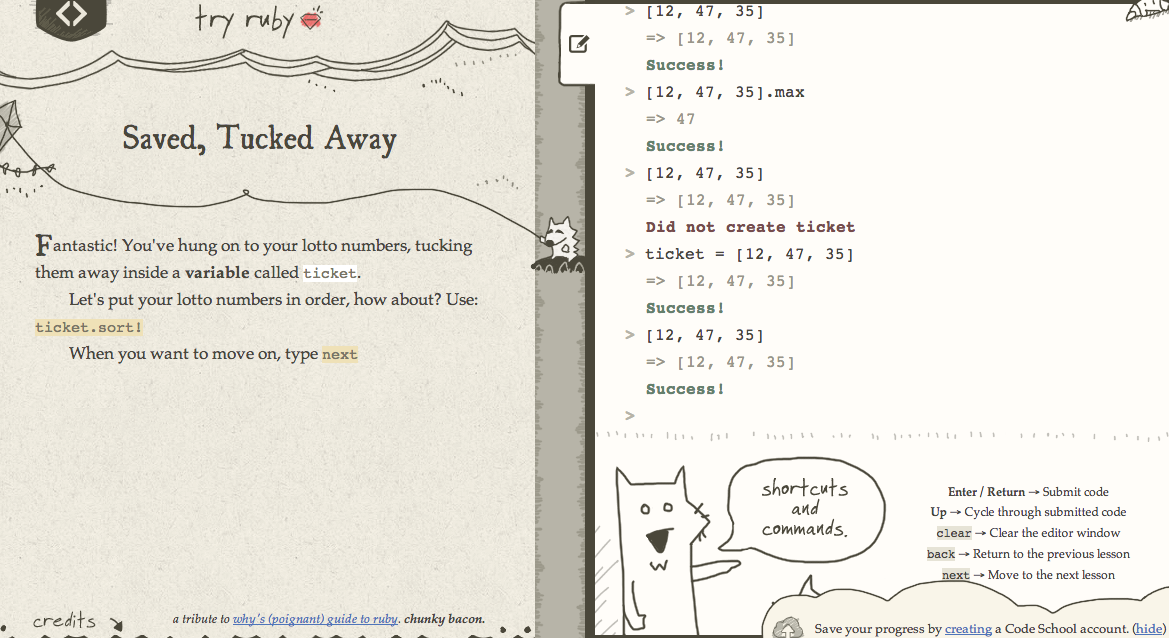 try ruby
Saved, Tucked Away
Fantastic! You've hung on to your lotto numbers, tucking
them away inside a variable called ticket.
Let's put your lotto numbers in order, how about? Use:
ticket.sort!
When you want to move on, type next
credits
a tribute to why's (poignant) guide to ruby. chunky bacon.
> [12, 47, 35]
=> [12, 47, 35]
Success!
> [12, 47, 35].max
=> 47
Success!
> [12, 47, 35]
=> [12, 47, 35]
Did not create ticket
> ticket = [12, 47, 35]
=> [12, 47, 35]
Success!
> [12, 47, 35]
=> [12, 47, 35]
Success!
>
shortcuts
and
commands.
Enter / Return → Submit code
Up → Cycle through submitted code
clear → Clear the editor window
back → Return to the previous lesson
next → Move to the next lesson
Save your progress by creating a Code School account. (hide)